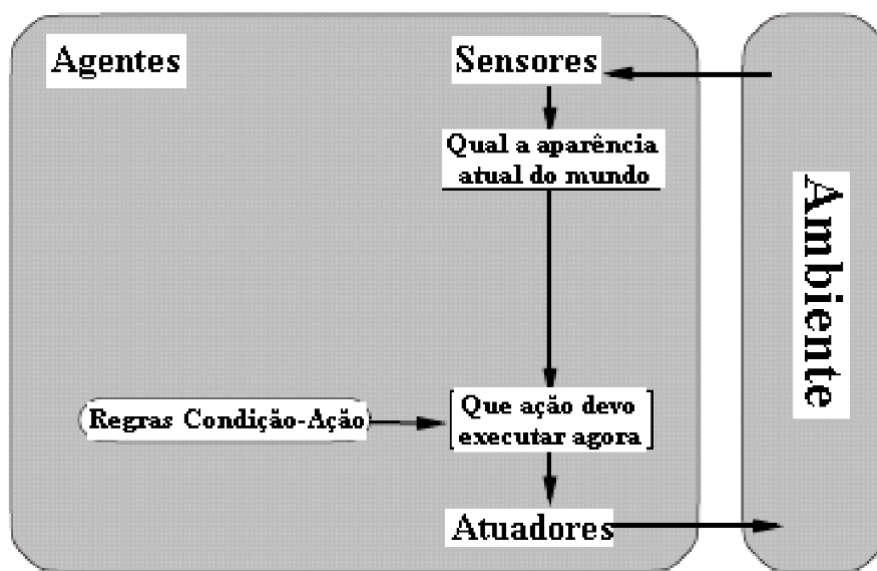 Agentes
Sensores
Qual a aparência
atual do mundo
Ambiente
Regras Condição-Ação
Que ação devo
executar agora
Atuadores